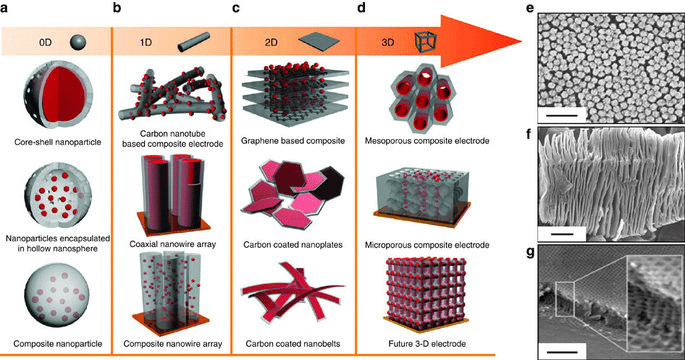 a
b
c
d
e
0D
1D
2D
3D
Core-shell nanoparticle
Carbon nanotube
based composite electrode
Graphene based composite
Mesoporous composite electrode
f
Nanoparticles encapsulated
in hollow nanosphere
Coaxial nanowire array
Carbon coated nanoplates
Microporous composite electrode
g
Composite nanoparticle
Composite nanowire array
Carbon coated nanobelts
Future 3-D electrode